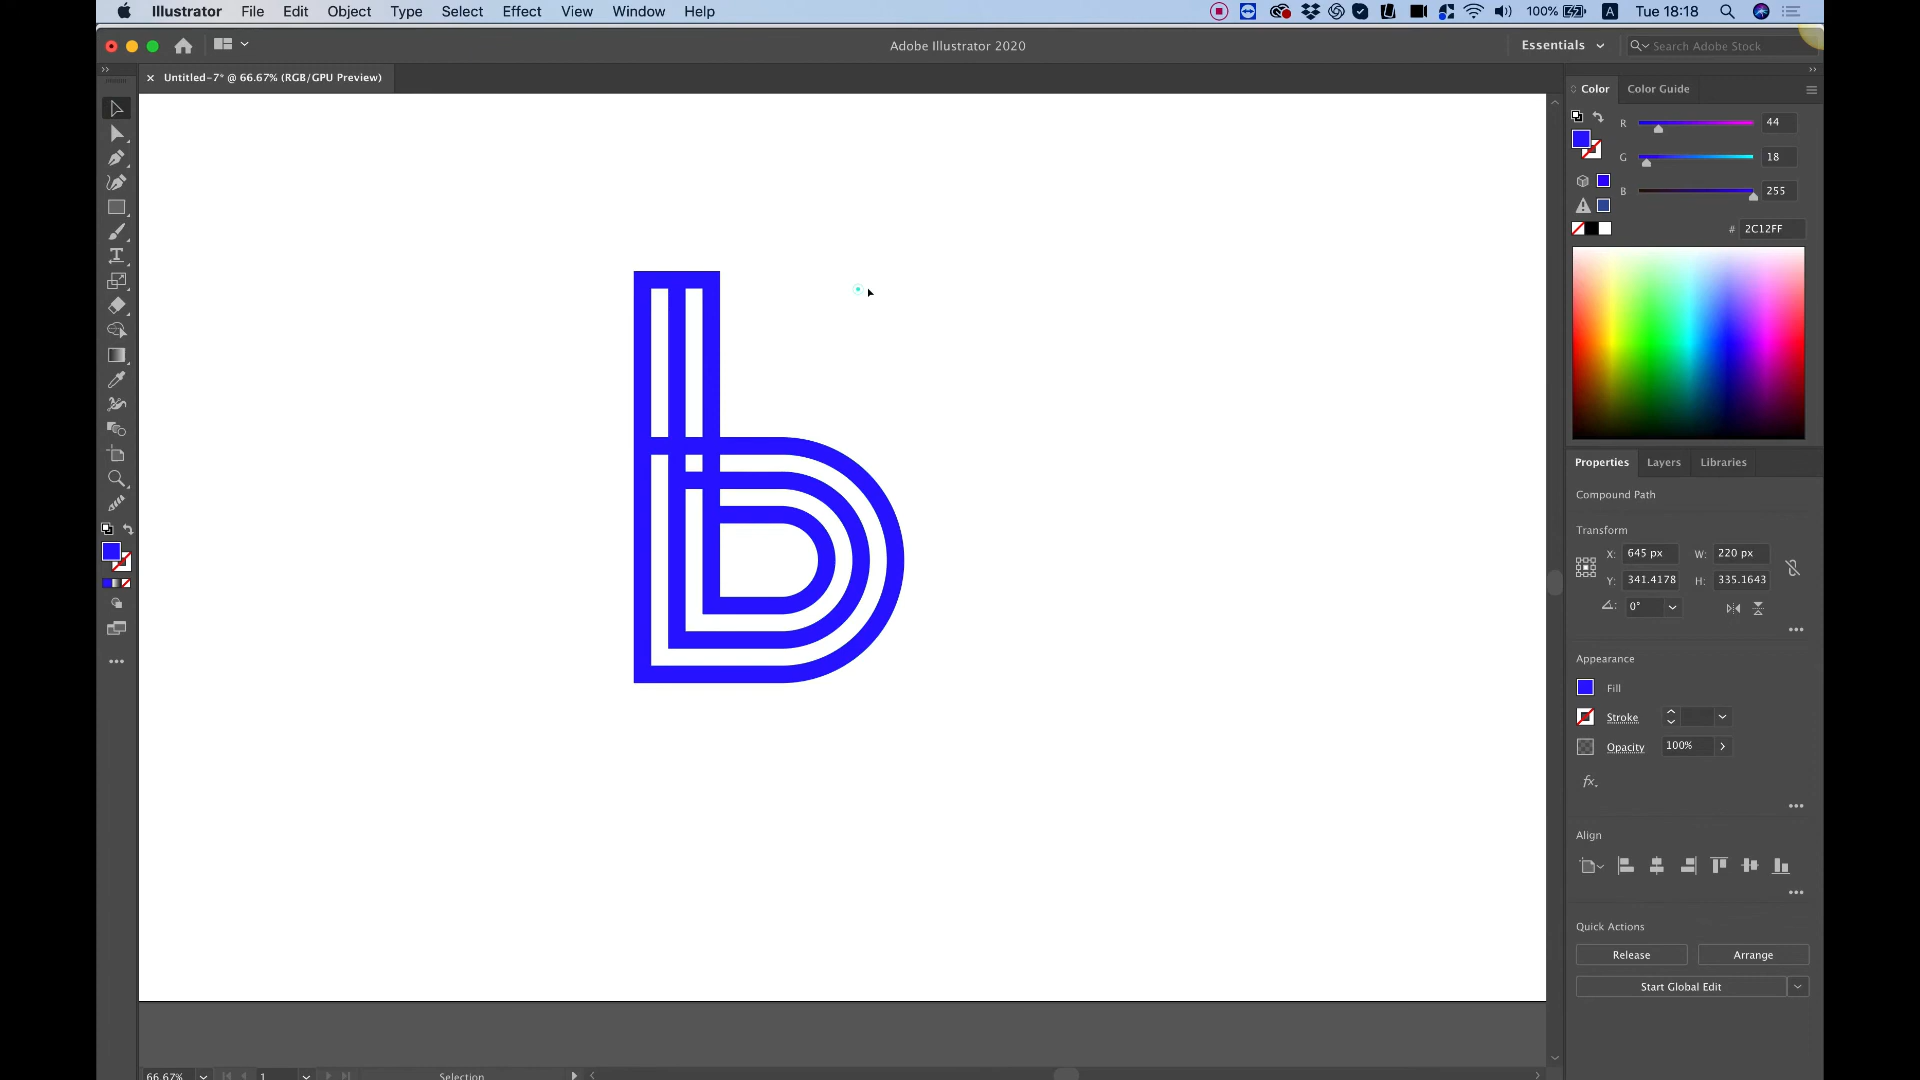 Illustrator File Edit Object Type Select Effect View Window Help
100% A Tue 18:18
Adobe Illustrator 2020
Essentials
Search Adobe Stock
× Untitled-7* @ 66.67% (RGB/GPU Preview)
Color Color Guide
R 44
G 18
B 255
# 2C12FF
b
Properties Layers Libraries
Compound Path
Transform
X: 645 px W: 220 px
Y: 341.4178 H: 335.1643
0°
Appearance
Fill
Stroke
Opacity 100%
fx
Align
Quick Actions
Release Arrange
Start Global Edit
66.67% 1 Selection